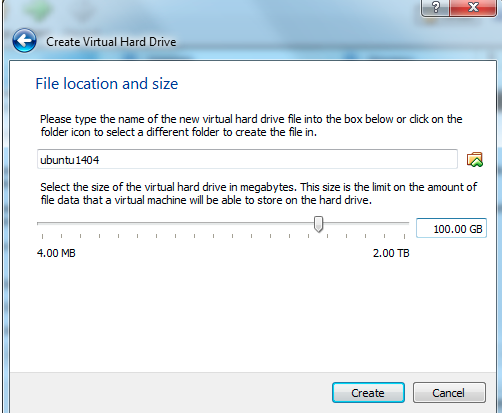 ?
X
Create Virtual Hard Drive
File location and size
Please type the name of the new virtual hard drive file into the box below or click on the
folder icon to select a different folder to create the file in.
ubuntu1404
Select the size of the virtual hard drive in megabytes. This size is the limit on the amount of
file data that a virtual machine will be able to store on the hard drive.
100.00 GB
4.00 MB
2.00 TB
Create
Cancel